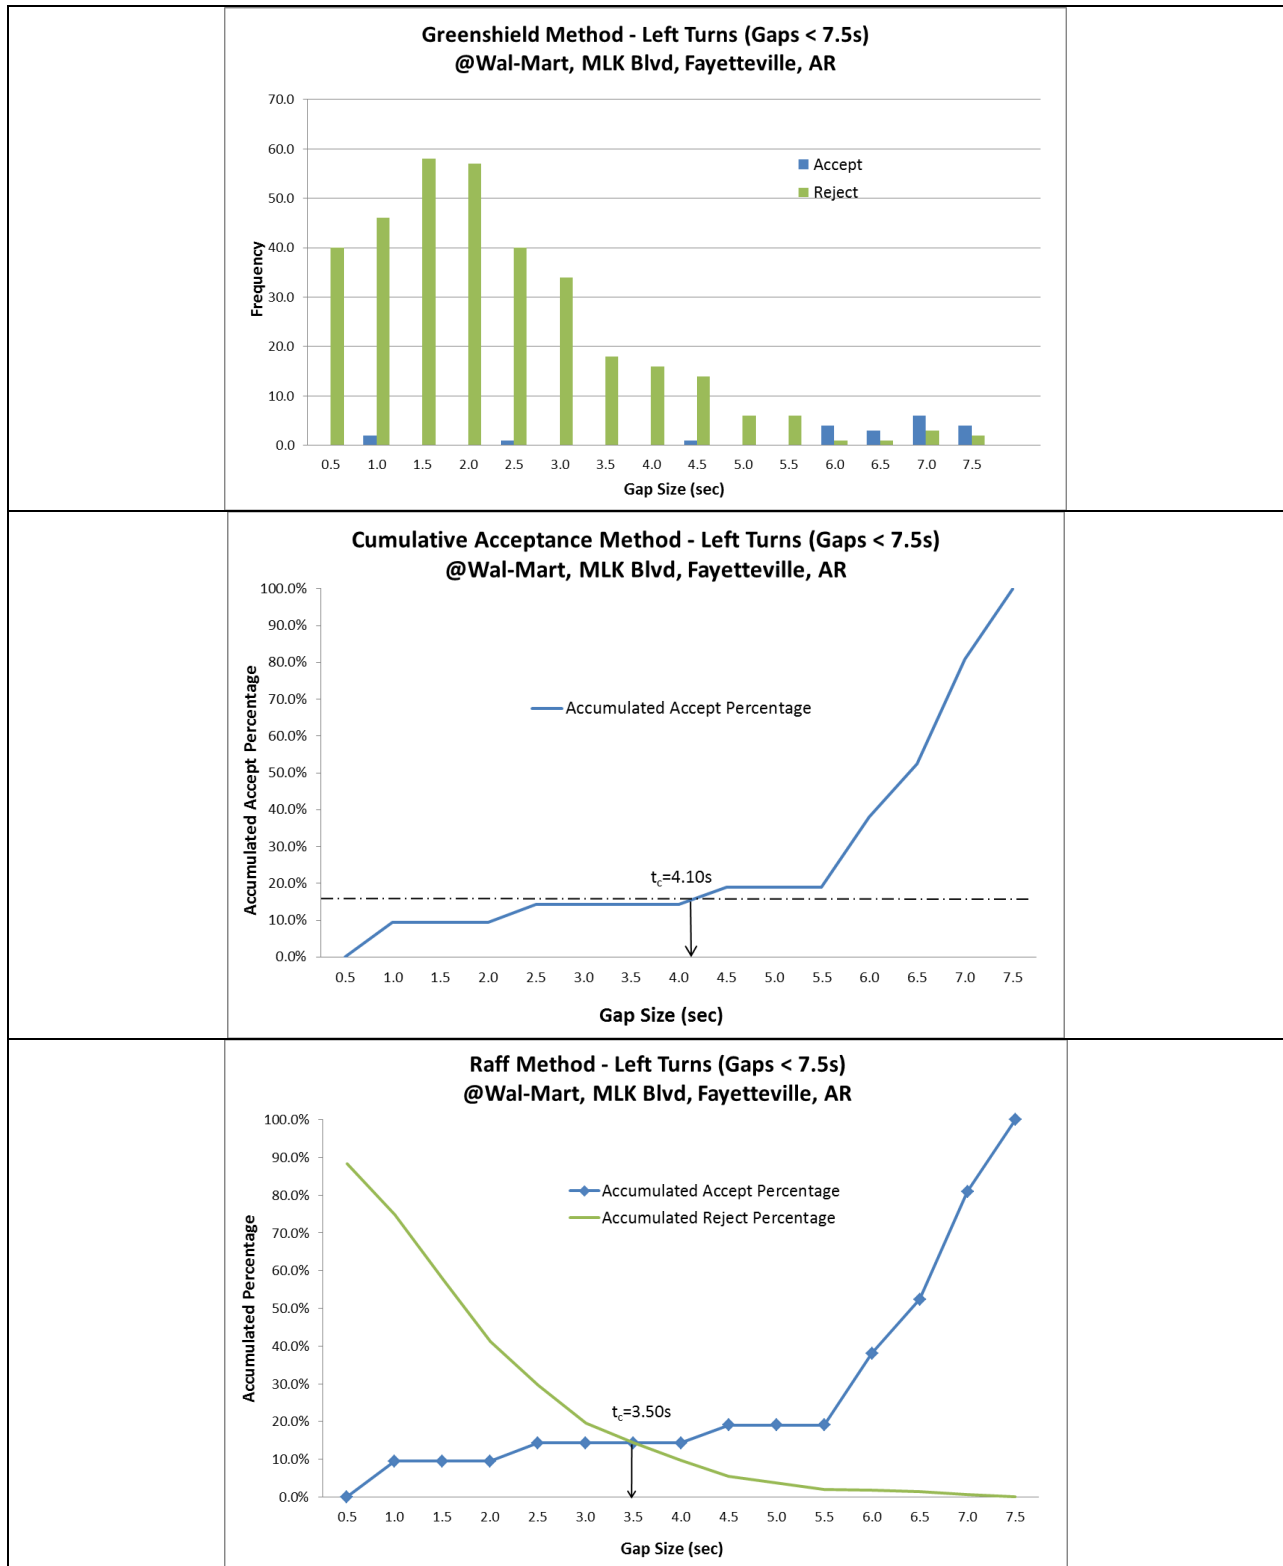 Greenshield Method - Left Turns (Gaps < 7.5s)
@Wal-Mart, MLK Blvd, Fayetteville, AR
70.0
60.0
50.0
40.0
30.0
20.0
10.0
0.0
Frequency
Accept
Reject
0.5 1.0 1.5 2.0 2.5 3.0 3.5 4.0 4.5 5.0 5.5 6.0 6.5 7.0 7.5
Gap Size (sec)
Cumulative Acceptance Method - Left Turns (Gaps < 7.5s)
@Wal-Mart, MLK Blvd, Fayetteville, AR
100.0%
90.0%
80.0%
70.0%
60.0%
50.0%
40.0%
30.0%
20.0%
10.0%
0.0%
Accumulated Accept Percentage
Accumulated Accept Percentage
tc=4.10s
0.5 1.0 1.5 2.0 2.5 3.0 3.5 4.0 4.5 5.0 5.5 6.0 6.5 7.0 7.5
Gap Size (sec)
Raff Method - Left Turns (Gaps < 7.5s)
@Wal-Mart, MLK Blvd, Fayetteville, AR
100.0%
90.0%
80.0%
70.0%
60.0%
50.0%
40.0%
30.0%
20.0%
10.0%
0.0%
Accumulated Percentage
Accumulated Accept Percentage
Accumulated Reject Percentage
tc=3.50s
0.5 1.0 1.5 2.0 2.5 3.0 3.5 4.0 4.5 5.0 5.5 6.0 6.5 7.0 7.5
Gap Size (sec)